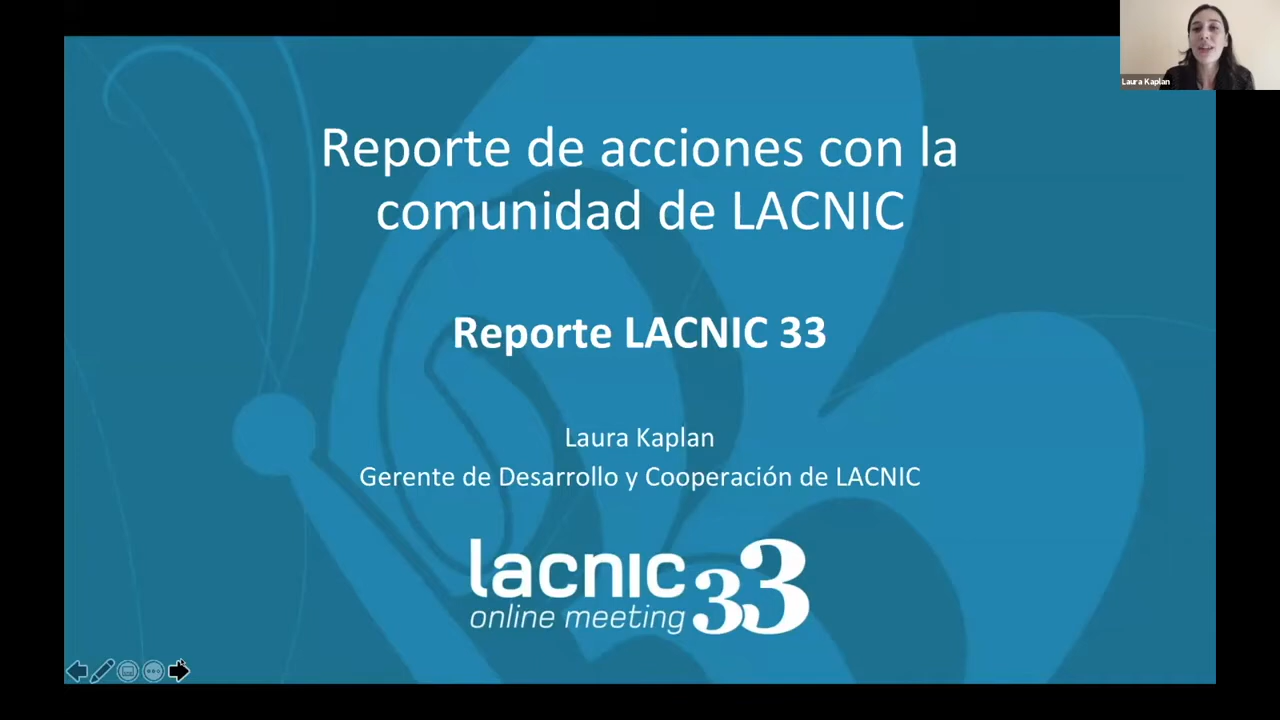 Laura Kaplan
Reporte de acciones con la
comunidad de LACNIC
Reporte LACNIC 33
Laura Kaplan
Gerente de Desarrollo y Cooperación de LACNIC
lacnic 33
online meeting